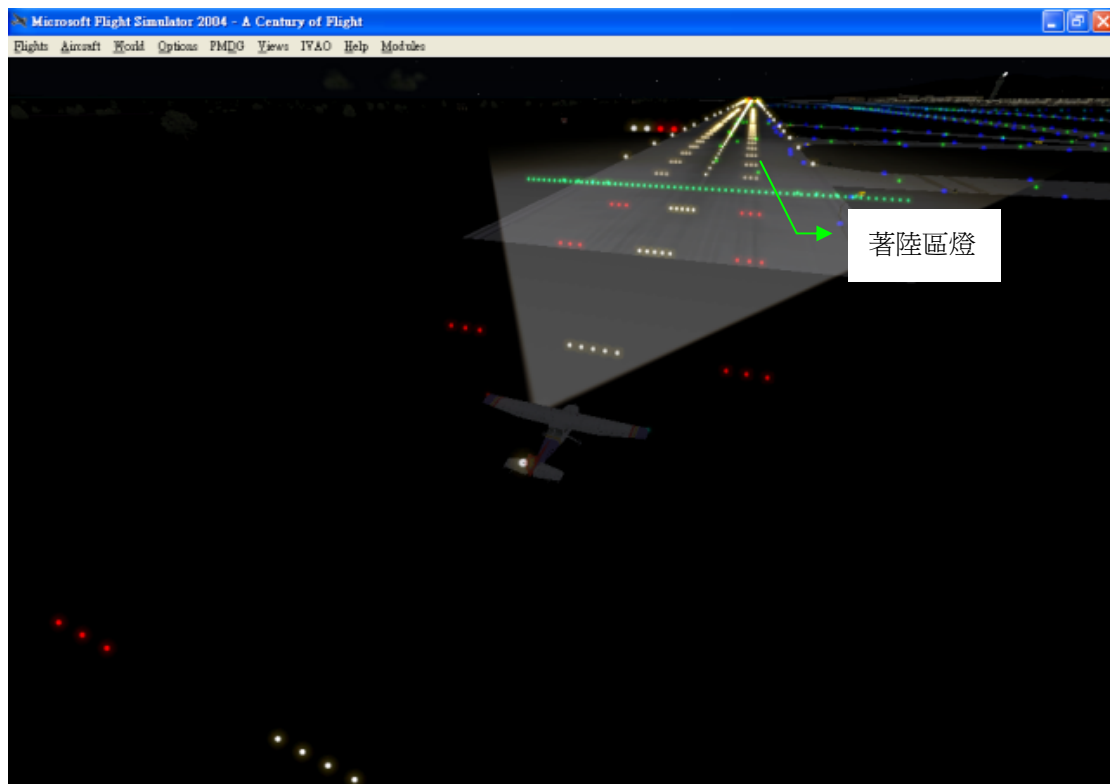 Microsoft Flight Simulator 2004 - A Century of Flight
Flights Aircraft World Options PMDG Views IVAO Help Modules
著陸區燈